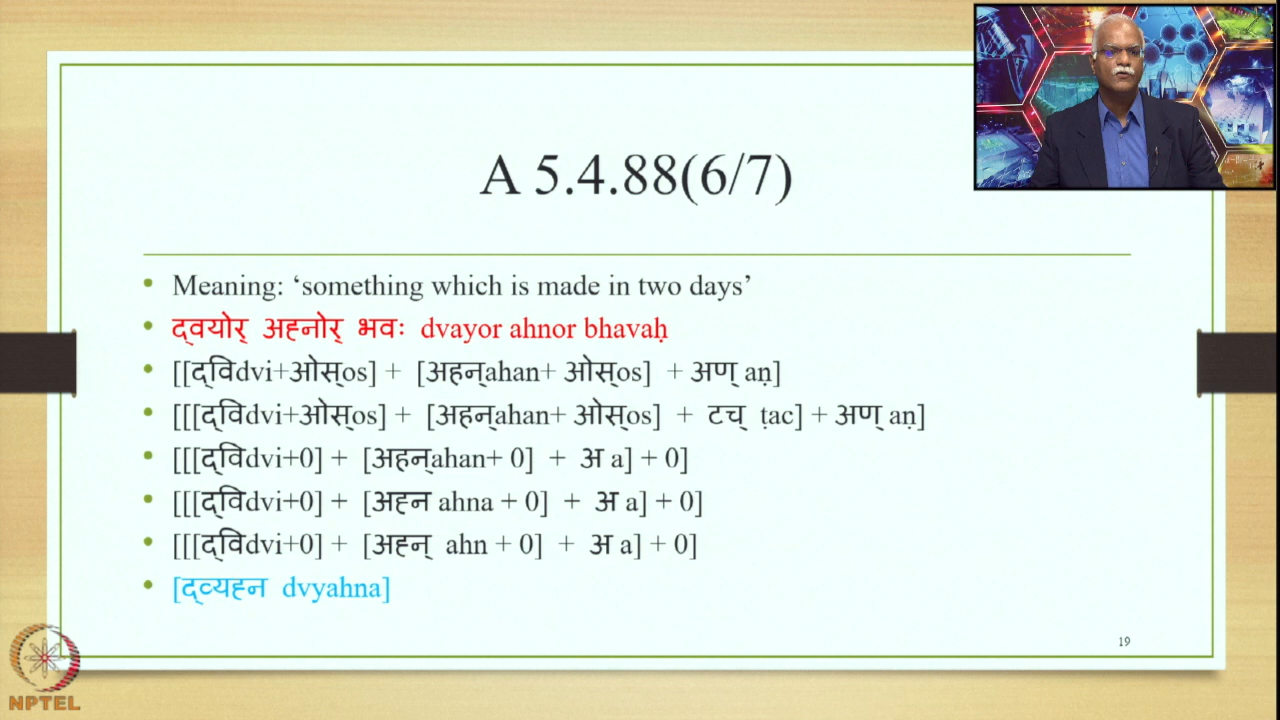 A 5.4.88(6/7)
• Meaning: ‘something which is made in two days’
• द्वयोर् अह्नोर् भवः dvayor ahnor bhavaḥ
• [[द्विdvi+ओस्os] + [अहन्ahan+ ओस्os] + अण् aṇ]
• [[[द्विdvi+ओस्os] + [अहन्ahan+ ओस्os] + टच् ṭac] + अण् aṇ]
• [[[द्विdvi+0] + [अहन्ahan+ 0] + अ a] + 0]
• [[[द्विdvi+0] + [अह्न ahna + 0] + अ a] + 0]
• [[[द्विdvi+0] + [अह्न् ahn + 0] + अ a] + 0]
• [द्व्यह्न dvyahna]
19
NPTEL